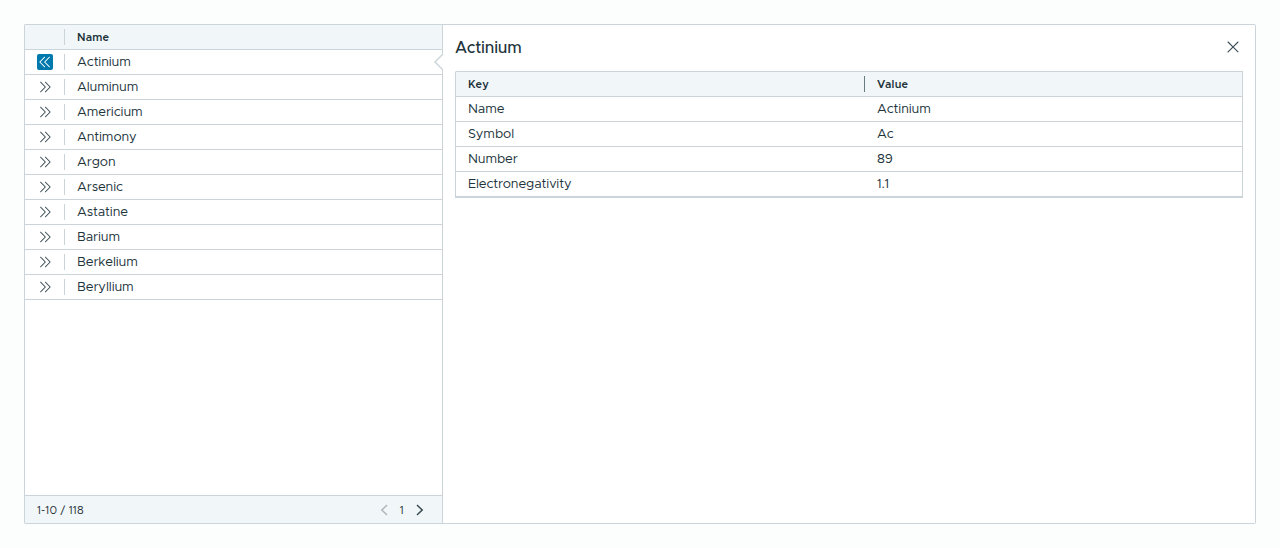 Name
Actinium
Aluminum
Americium
Antimony
Argon
Arsenic
Astatine
Barium
Berkelium
Beryllium
1-10 / 118
1
Actinium
Key Value
Name Actinium
Symbol Ac
Number 89
Electronegativity 1.1